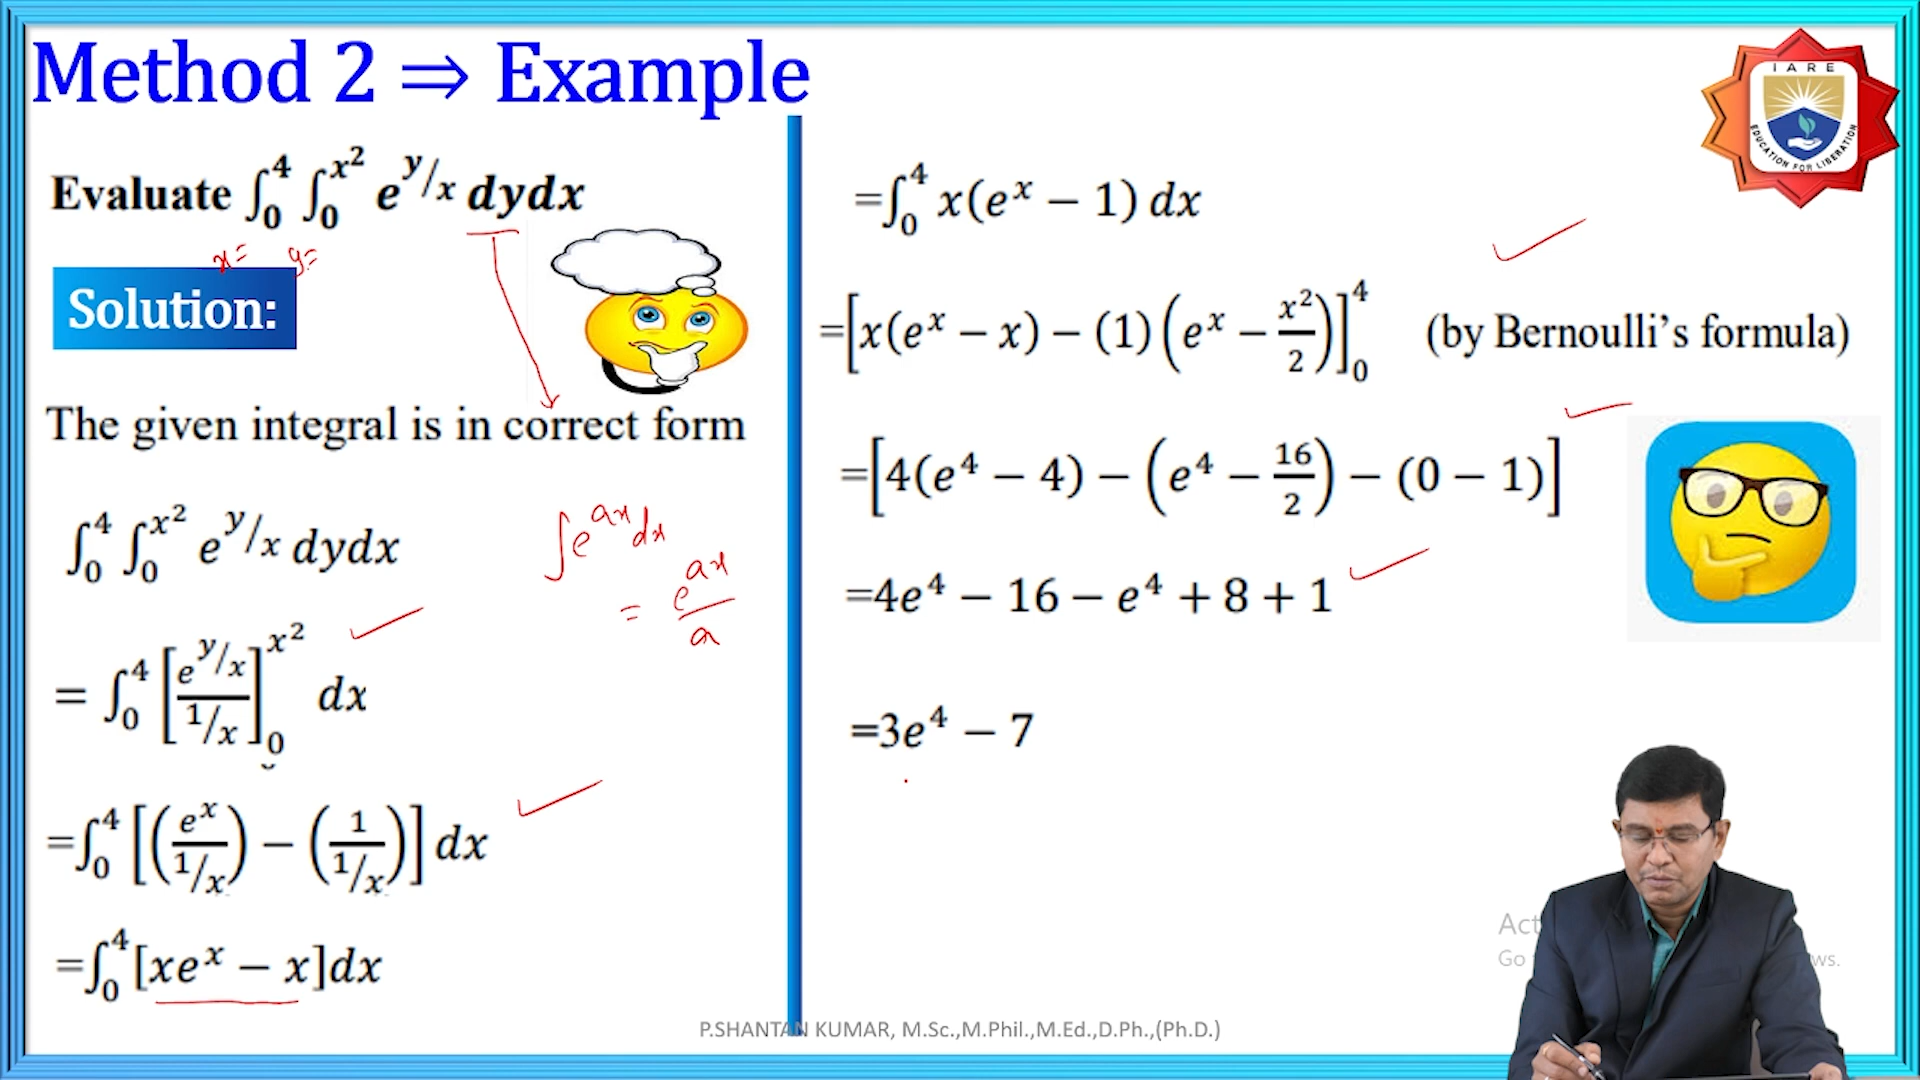 Method 2 ⇒ Example
IARE
EDUCATION FOR LIBERATION
Evaluate ∫₀⁴ ∫₀^{x²} e^{y/x} dydx
x= y=
Solution:
The given integral is in correct form
∫₀⁴ ∫₀^{x²} e^{y/x} dydx
∫e^{ax} dx
= e^{ax}/a
= ∫₀⁴ [e^{y/x} / (1/x)]₀^{x²} dx
=∫₀⁴ [(e^x / (1/x)) − (1 / (1/x))] dx
=∫₀⁴ [xe^x − x]dx
=∫₀⁴ x(e^x − 1) dx
=[x(e^x − x) − (1)(e^x − x²/2)]₀⁴ (by Bernoulli’s formula)
=[4(e⁴ − 4) − (e⁴ − 16/2) − (0 − 1)]
=4e⁴ − 16 − e⁴ + 8 + 1
=3e⁴ − 7
P.SHANTAN KUMAR, M.Sc.,M.Phil.,M.Ed.,D.Ph.,(Ph.D.)